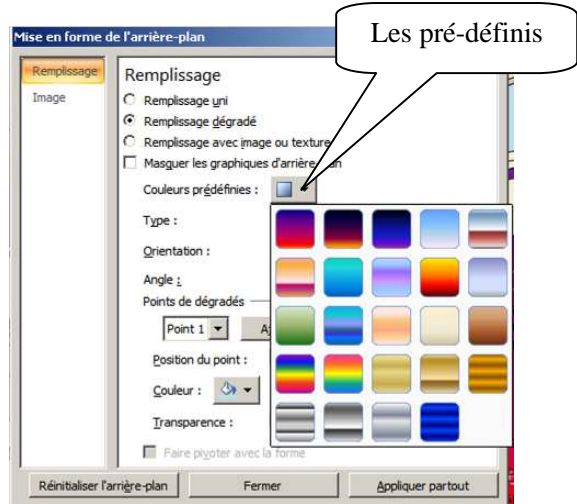 Les pré-définis
Mise en forme de l'arrière-plan
Remplissage
Image
Remplissage
Remplissage uni
Remplissage dégradé
Remplissage avec image ou texture
Masquer les graphiques d'arrière-plan
Couleurs prédéfinies :
Type :
Orientation :
Angle :
Points de dégradés
Point 1
Position du point :
Couleur :
Transparence :
Faire pivoter avec la forme
Réinitialiser l'arrière-plan
Fermer
Appliquer partout